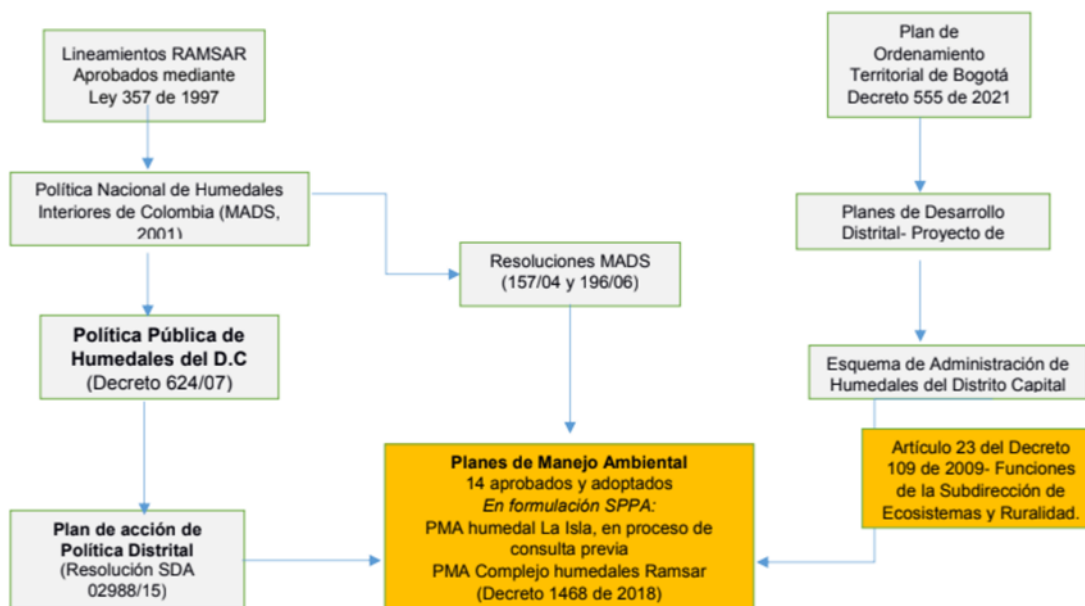 Lineamientos RAMSAR
Aprobados mediante
Ley 357 de 1997
Política Nacional de Humedales
Interiores de Colombia (MADS,
2001)
Política Pública de
Humedales del D.C
(Decreto 624/07)
Plan de acción de
Política Distrital
(Resolución SDA
02988/15)
Resoluciones MADS
(157/04 y 196/06)
Planes de Manejo Ambiental
14 aprobados y adoptados
En formulación SPPA:
PMA humedal La Isla, en proceso de
consulta previa
PMA Complejo humedales Ramsar
(Decreto 1468 de 2018)
Plan de
Ordenamiento
Territorial de Bogotá
Decreto 555 de 2021
Planes de Desarrollo
Distrital- Proyecto de
Esquema de Administración de
Humedales del Distrito Capital
Artículo 23 del Decreto
109 de 2009- Funciones
de la Subdirección de
Ecosistemas y Ruralidad.